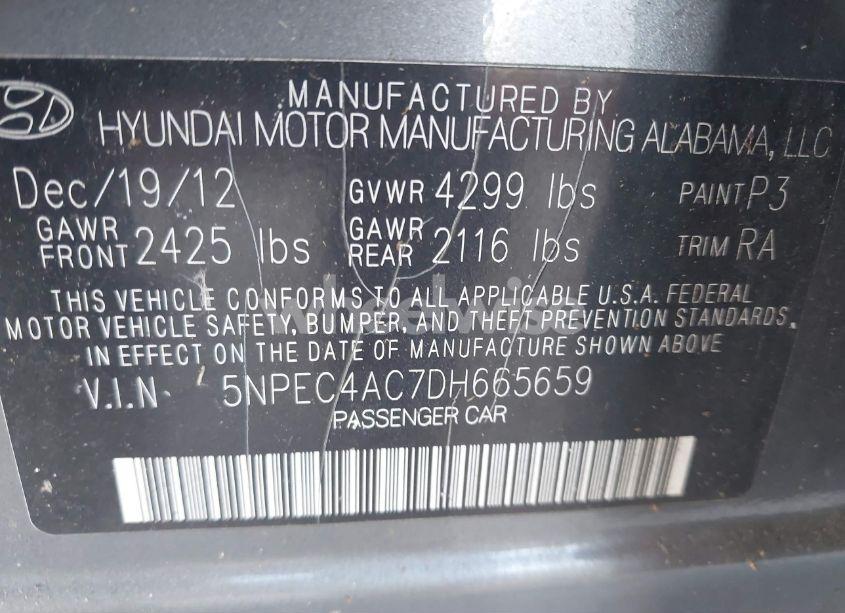 MANUFACTURED BY
HYUNDAI MOTOR MANUFACTURING ALABAMA, LLC
Dec/19/12 GVWR 4299 lbs PAINT P3
GAWR FRONT 2425 lbs GAWR REAR 2116 lbs TRIM RA
THIS VEHICLE CONFORMS TO ALL APPLICABLE U.S.A. FEDERAL
MOTOR VEHICLE SAFETY, BUMPER, AND THEFT PREVENTION STANDARDS,
IN EFFECT ON THE DATE OF MANUFACTURE SHOWN ABOVE
V.I.N 5NPEC4AC7DH665659
PASSENGER CAR